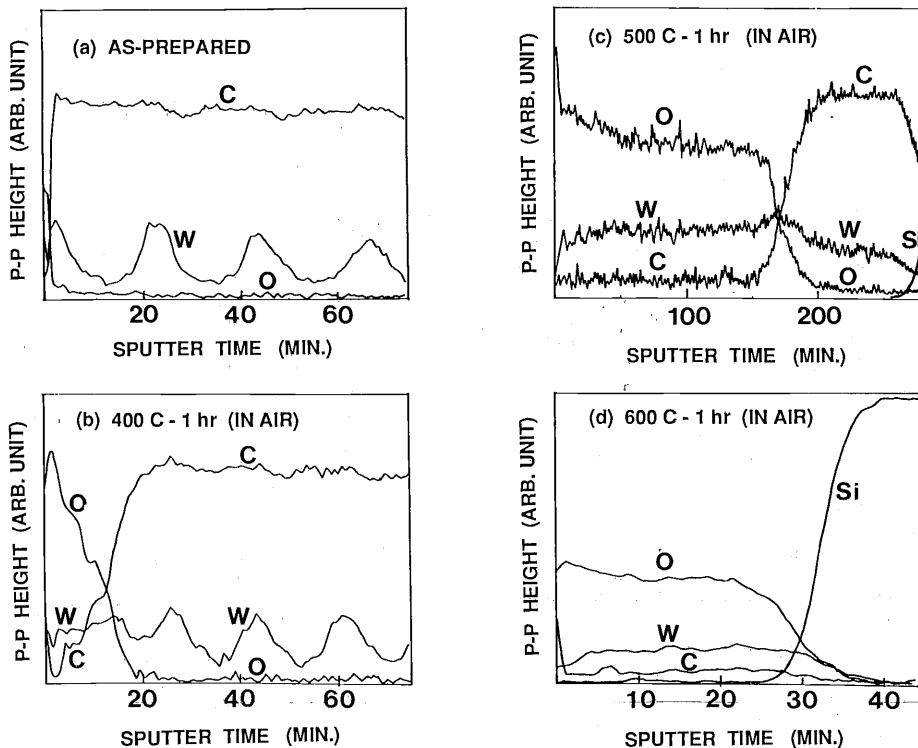 (a) AS-PREPARED
C
W
O
20
40
60
SPUTTER TIME (MIN.)
P-P HEIGHT (ARB. UNIT)
(c) 500 C - 1 hr (IN AIR)
C
O
W
W
Si
C
O
100
200
SPUTTER TIME (MIN.)
P-P HEIGHT (ARB. UNIT)
(b) 400 C - 1 hr (IN AIR)
C
O
W
W
C
O
20
40
60
SPUTTER TIME (MIN.)
P-P HEIGHT (ARB. UNIT)
(d) 600 C - 1 hr (IN AIR)
Si
O
W
C
10
20
30
40
SPUTTER TIME (MIN.)
P-P HEIGHT (ARB. UNIT)